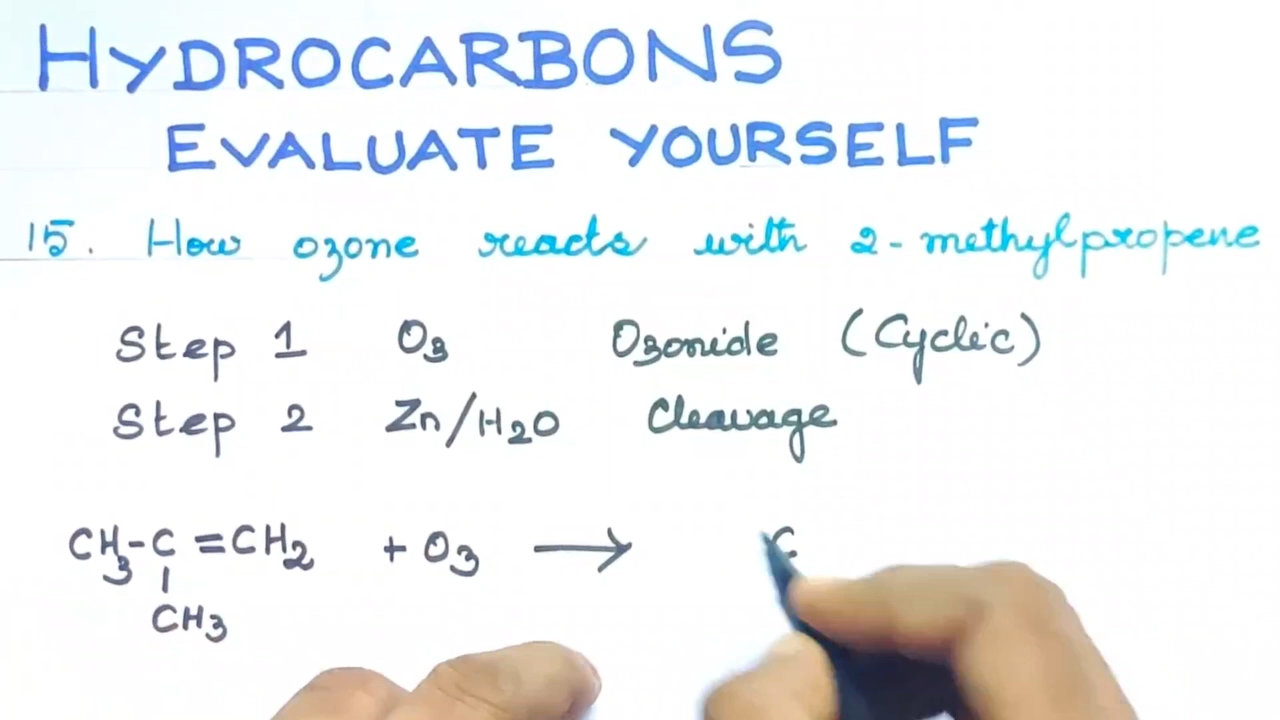 HYDROCARBONS
EVALUATE YOURSELF
15. How ozone reacts with 2-methylpropene
Step 1 O3 Ozonide (Cyclic)
Step 2 Zn/H2O Cleavage
CH3-C=CH2 + O3 → C
|
CH3